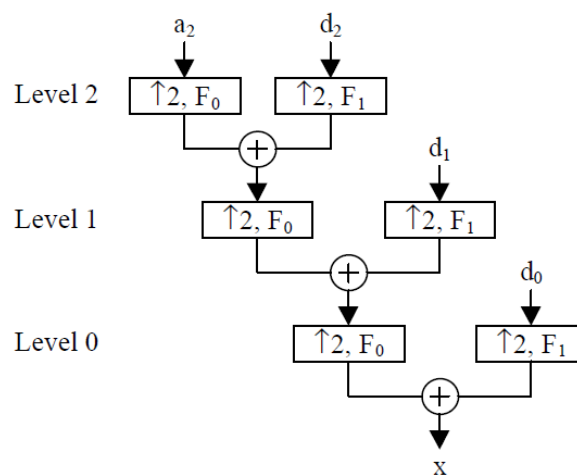 a₂ d₂
Level 2 ↑2, F₀ ↑2, F₁
+
d₁
Level 1 ↑2, F₀ ↑2, F₁
+
d₀
Level 0 ↑2, F₀ ↑2, F₁
+
x